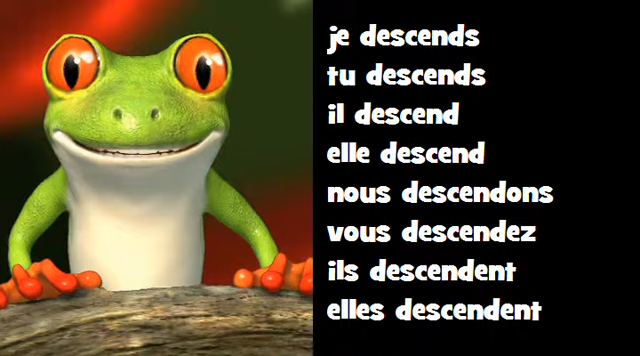 je descends
tu descends
il descend
elle descend
nous descendons
vous descendez
ils descendent
elles descendent